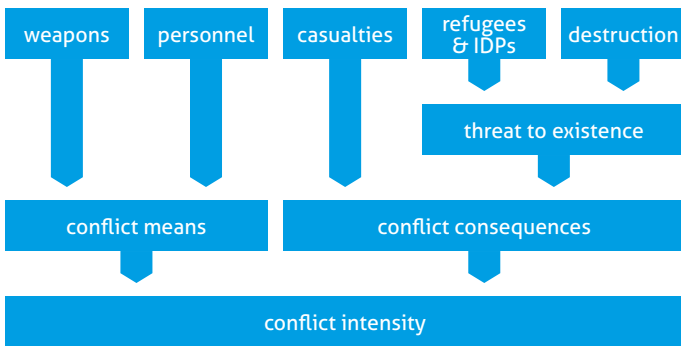 weapons
personnel
casualties
refugees
& IDPs
destruction
threat to existence
conflict means
conflict consequences
conflict intensity